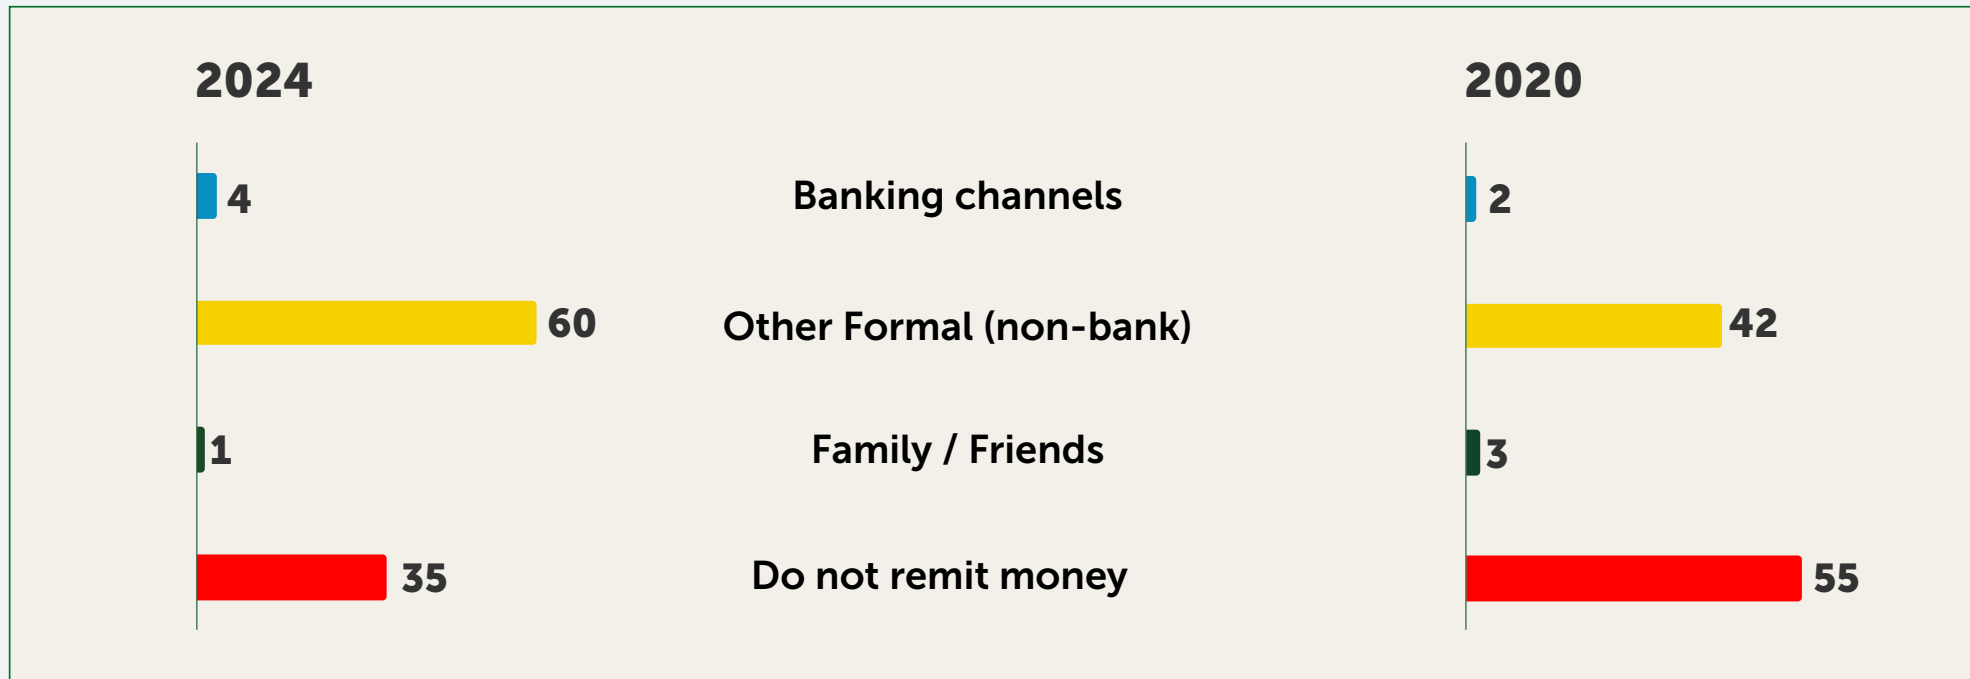 2024
2020
4
Banking channels
2
60
Other Formal (non-bank)
42
1
Family / Friends
3
35
Do not remit money
55